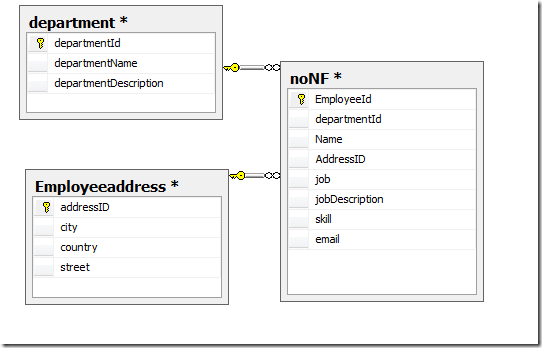 department *
departmentId
departmentName
departmentDescription
noNF *
EmployeeId
departmentId
Name
AddressID
job
jobDescription
skill
email
Employeeaddress *
addressID
city
country
street